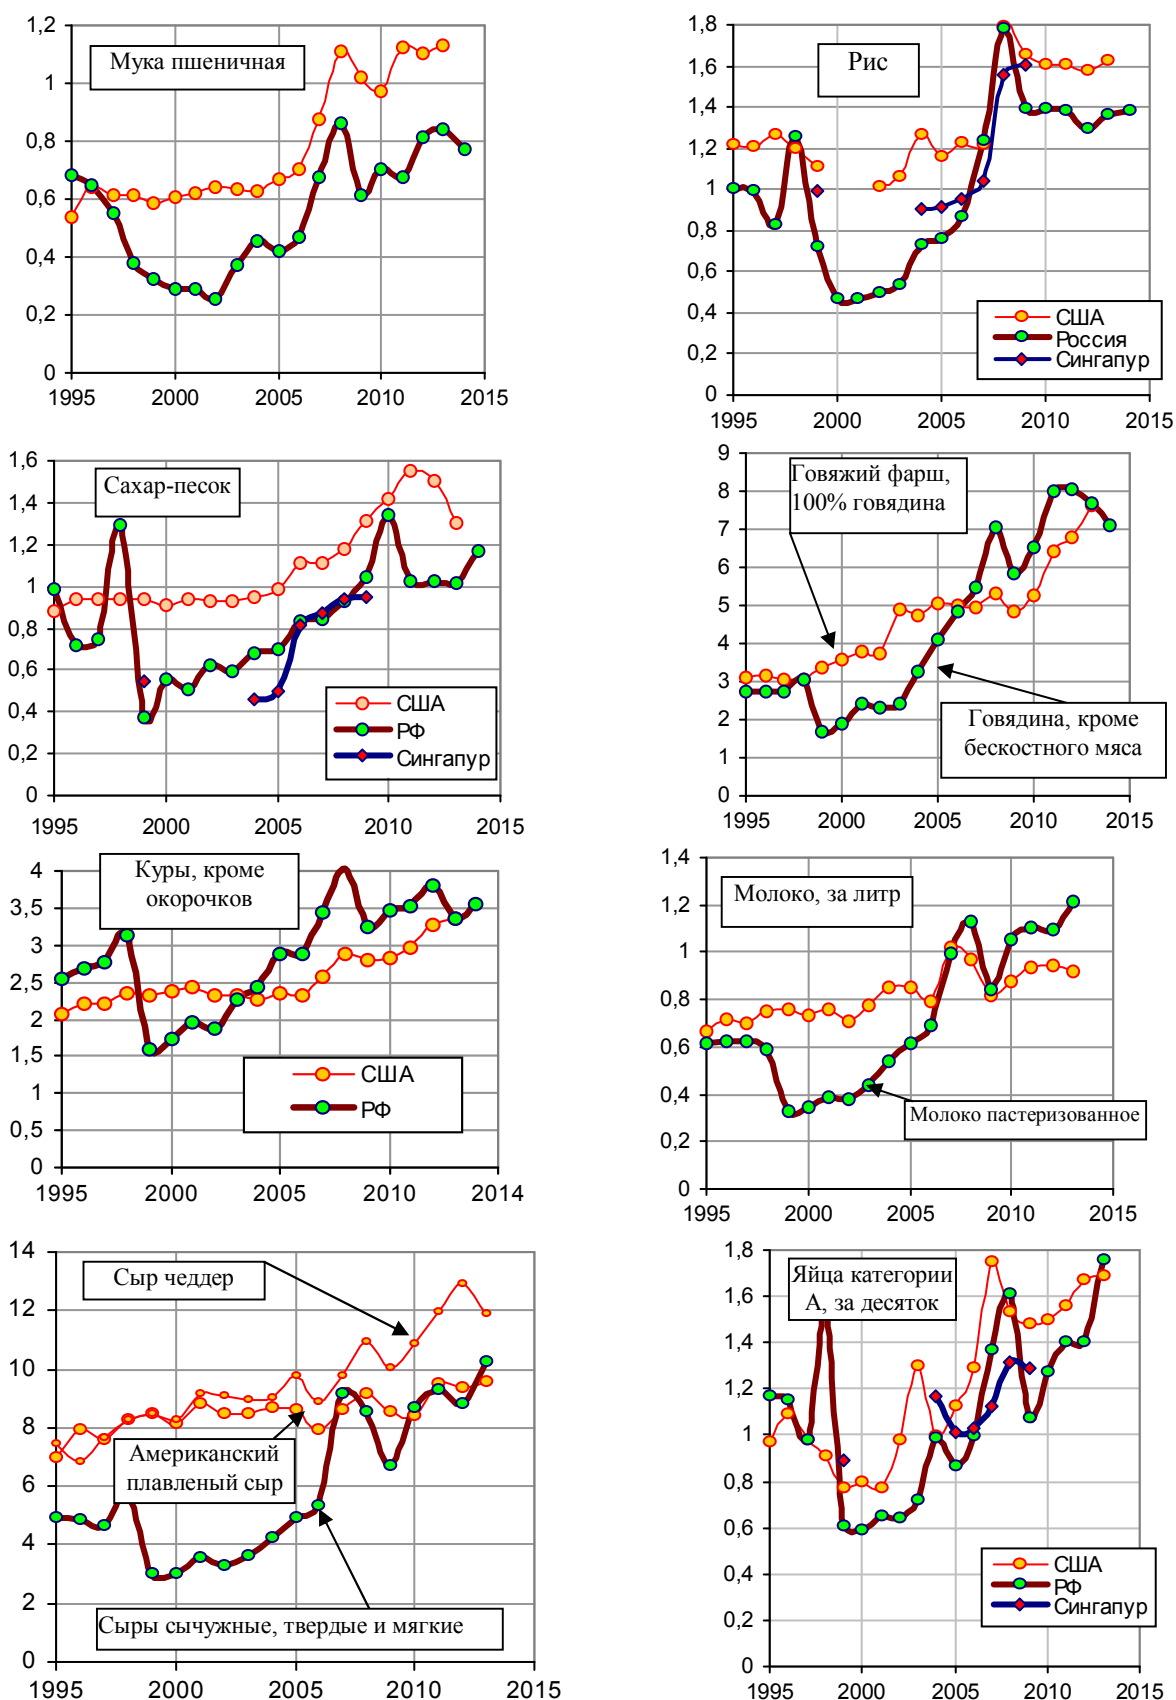 1,2
1
0,8
0,6
0,4
0,2
0
Мука пшеничная
1995 2000 2005 2010 2015
1,8
1,6
1,4
1,2
1
0,8
0,6
0,4
0,2
0
Рис
США
Россия
Сингапур
1995 2000 2005 2010 2015
1,6
1,4
1,2
1
0,8
0,6
0,4
0,2
0
Сахар-песок
США
РФ
Сингапур
1995 2000 2005 2010 2015
9
8
7
6
5
4
3
2
1
0
Говяжий фарш,
100% говядина
Говядина, кроме
бескостного мяса
1995 2000 2005 2010 2015
4
3,5
3
2,5
2
1,5
1
0,5
0
Куры, кроме
окорочков
США
РФ
1995 2000 2005 2010 2014
1,4
1,2
1
0,8
0,6
0,4
0,2
0
Молоко, за литр
Молоко пастеризованное
1995 2000 2005 2010 2015
14
12
10
8
6
4
2
0
Сыр чеддер
Американский
плавленый сыр
Сыры сычужные, твердые и мягкие
1995 2000 2005 2010 2015
1,8
1,6
1,4
1,2
1
0,8
0,6
0,4
0,2
0
Яйца категории
А, за десяток
США
РФ
Сингапур
1995 2000 2005 2010 2015